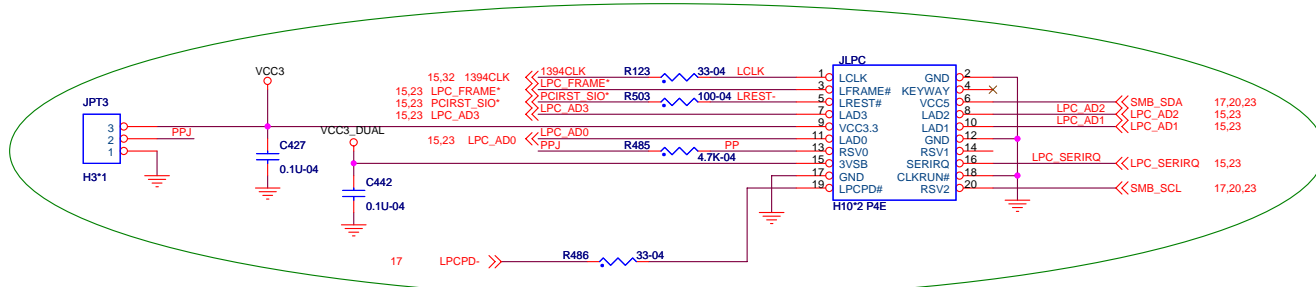 JLPC
VCC3
15,32 1394CLK 1394CLK R123 33-04 LCLK 1 LCLK GND 2
15,23 LPC_FRAME* LPC_FRAME* 3 LFRAME# KEYWAY 4
15,23 PCIRST_SIO* PCIRST_SIO* R503 100-04 LREST- 5 LREST# VCC5 6 SMB_SDA 17,20,23
15,23 LPC_AD3 LPC_AD3 7 LAD3 LAD2 8 LPC_AD2 LPC_AD2 15,23
JPT3
3 9 VCC3.3 LAD1 10 LPC_AD1 LPC_AD1 15,23
VCC3_DUAL
2 PPJ 15,23 LPC_AD0 LPC_AD0 11 LAD0 GND 12
1 C427 PPJ R485 PP 13 RSV0 RSV1 14
4.7K-04
0.1U-04 15 3VSB SERIRQ 16 LPC_SERIRQ LPC_SERIRQ 15,23
H3*1 C442 17 GND CLKRUN# 18
19 LPCPD# RSV2 20 SMB_SCL 17,20,23
0.1U-04 H10*2 P4E
17 LPCPD- R486 33-04